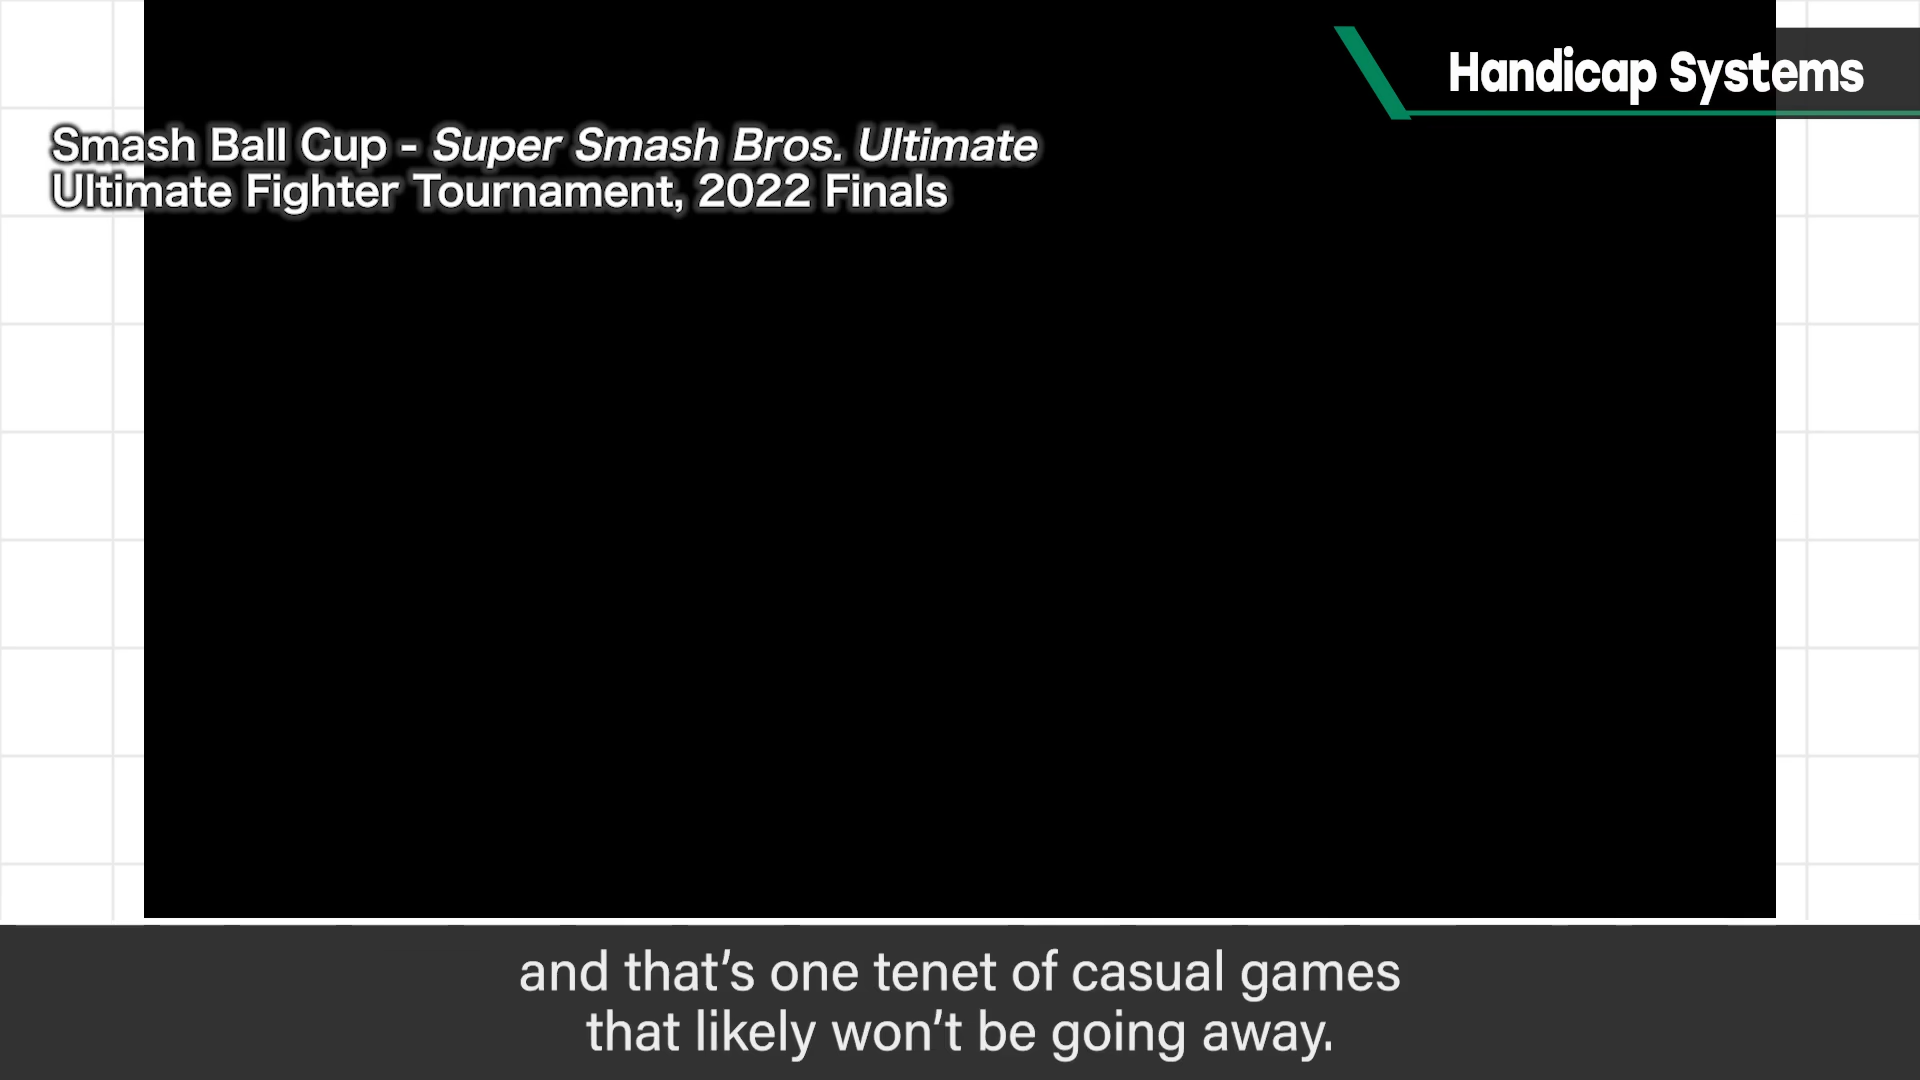 Handicap Systems
Smash Ball Cup - Super Smash Bros. Ultimate
Ultimate Fighter Tournament, 2022 Finals
and that’s one tenet of casual games
that likely won’t be going away.